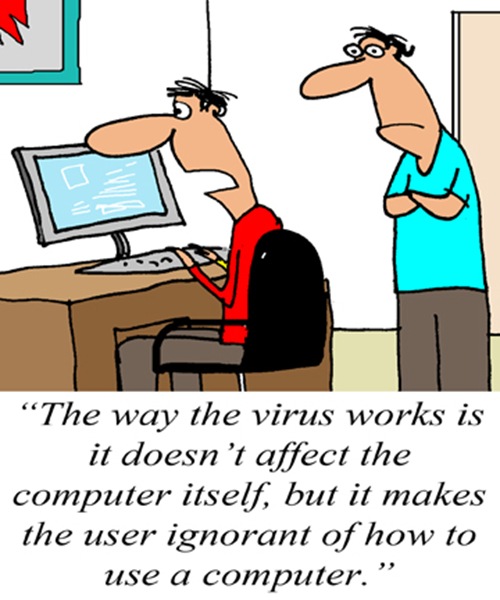 “The way the virus works is
it doesn’t affect the
computer itself, but it makes
the user ignorant of how to
use a computer.”